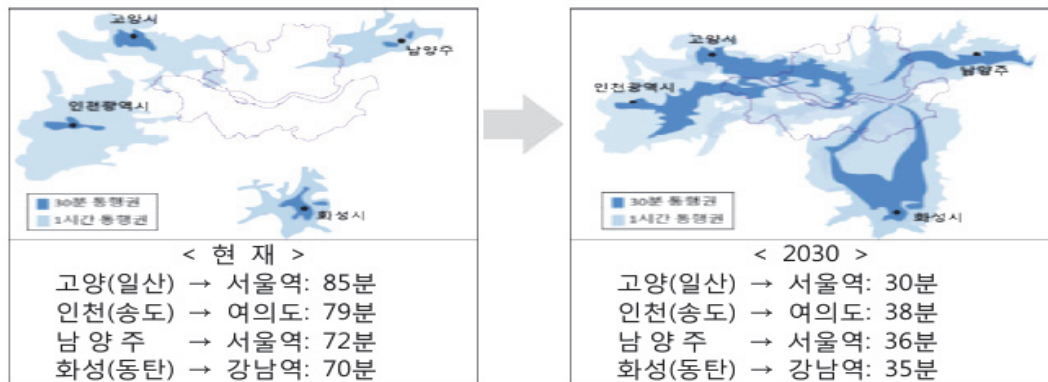 고양시
남양주
인천광역시
30분 통행권
1시간 통행권
화성시
< 현 재 >
고양(일산) → 서울역: 85분
인천(송도) → 여의도: 79분
남 양 주 → 서울역: 72분
화성(동탄) → 강남역: 70분
고양시
남양주
인천광역시
30분 통행권
1시간 통행권
화성시
< 2030 >
고양(일산) → 서울역: 30분
인천(송도) → 여의도: 38분
남 양 주 → 서울역: 36분
화성(동탄) → 강남역: 35분